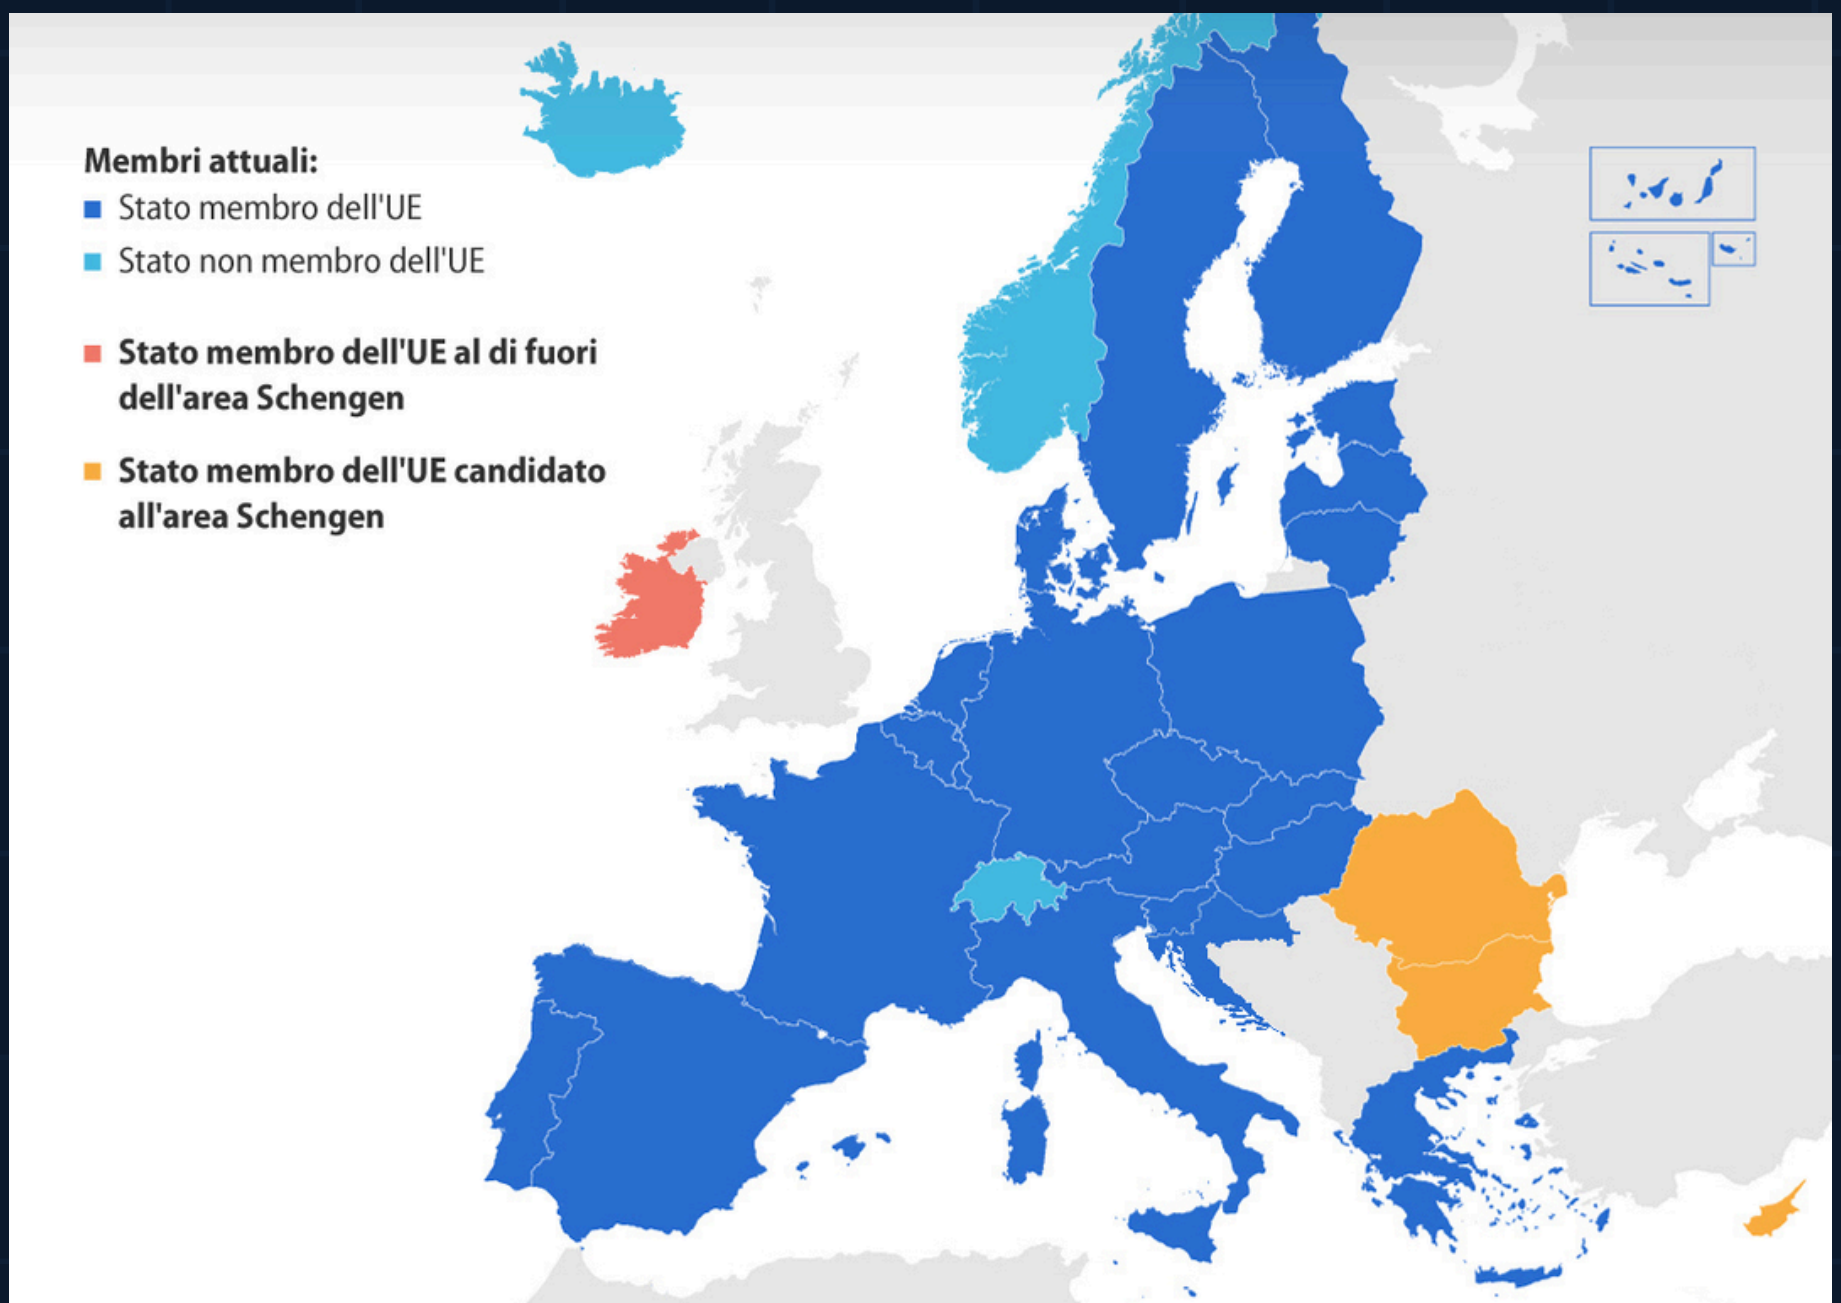 Membri attuali:
Stato membro dell'UE
Stato non membro dell'UE
Stato membro dell'UE al di fuori
dell'area Schengen
Stato membro dell'UE candidato
all'area Schengen